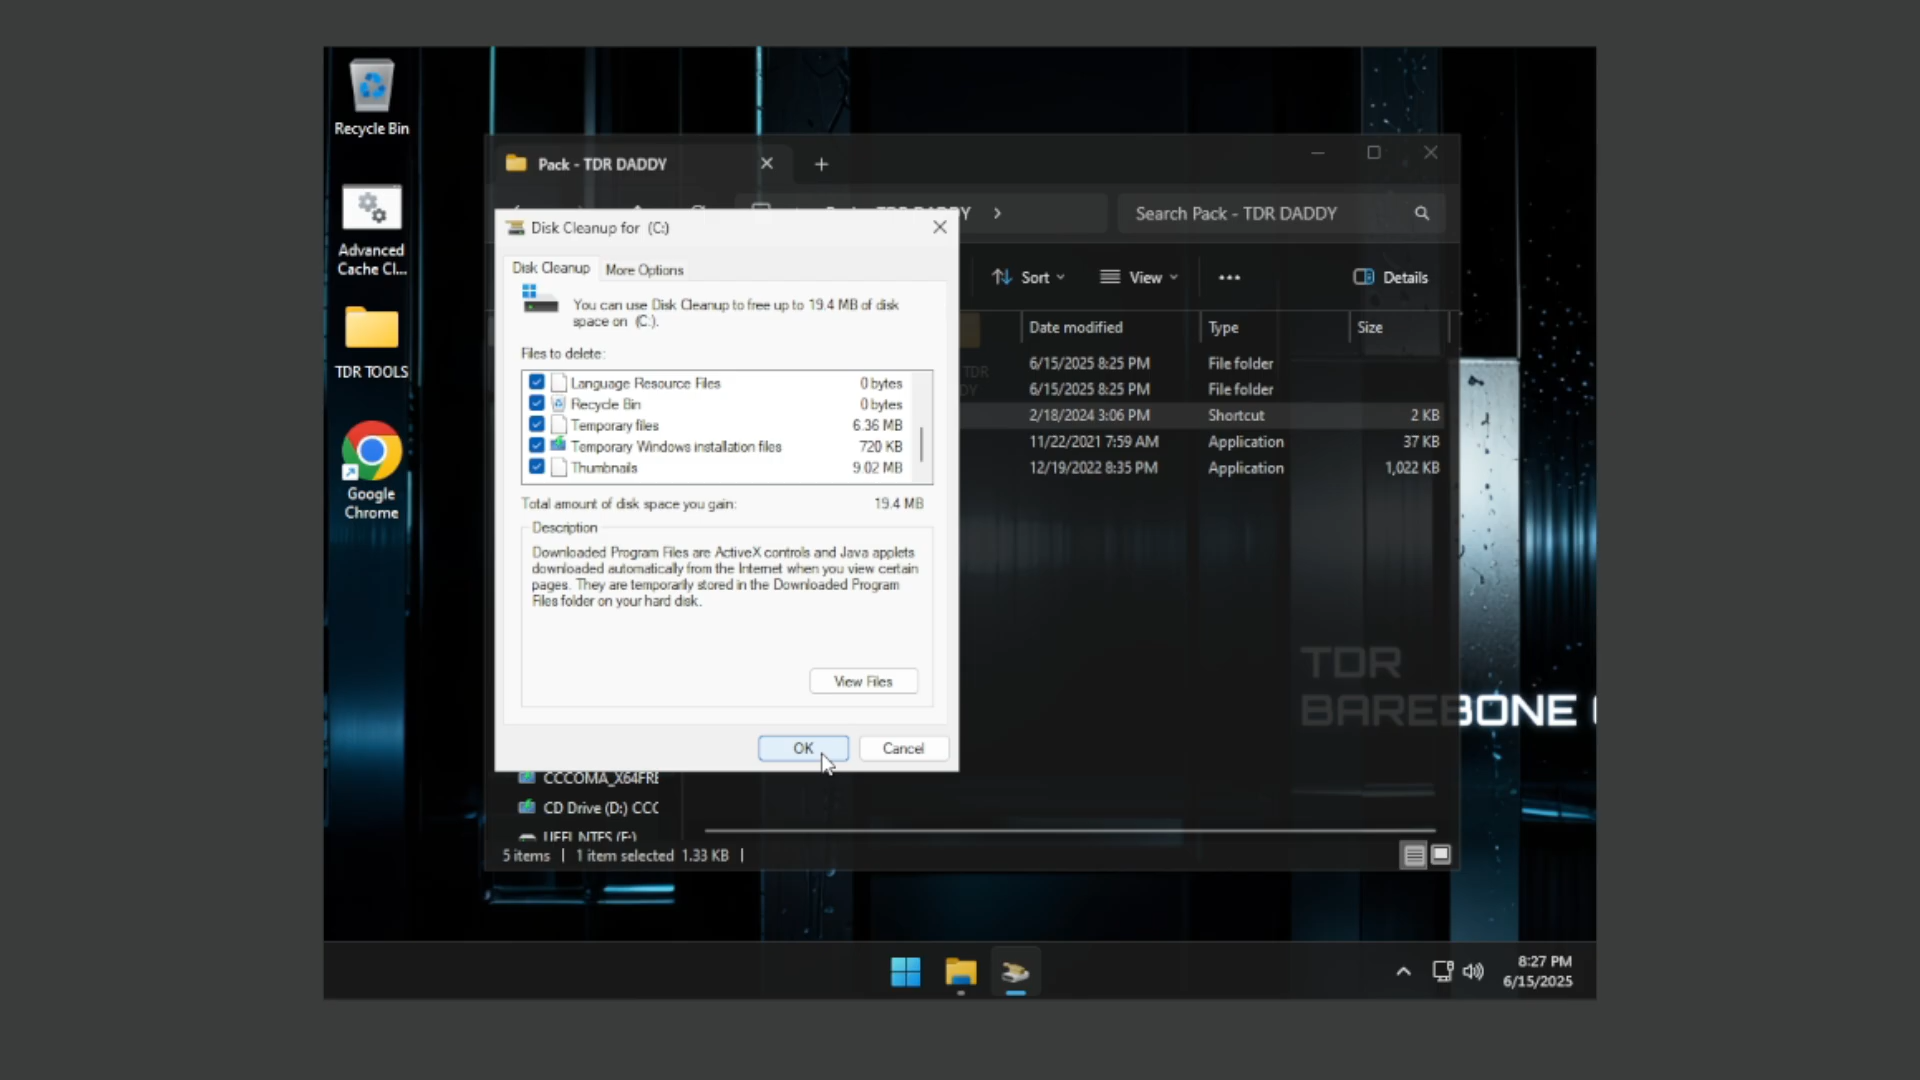 Recycle Bin
Advanced
Cache Cl...
TDR TOOLS
Google
Chrome
Pack - TDR DADDY
Search Pack - TDR DADDY
Sort
View
Details
Date modified
Type
Size
6/15/2025 8:25 PM
File folder
6/15/2025 8:25 PM
File folder
2/18/2024 3:06 PM
Shortcut
2 KB
11/22/2021 7:59 AM
Application
37 KB
12/19/2022 8:35 PM
Application
1,022 KB
Disk Cleanup for (C:)
Disk Cleanup
More Options
You can use Disk Cleanup to free up to 19.4 MB of disk
space on (C:).
Files to delete:
Language Resource Files
0 bytes
Recycle Bin
0 bytes
Temporary files
6.36 MB
Temporary Windows installation files
720 KB
Thumbnails
9.02 MB
Total amount of disk space you gain:
19.4 MB
Description
Downloaded Program Files are ActiveX controls and Java applets
downloaded automatically from the Internet when you view certain
pages. They are temporarily stored in the Downloaded Program
Files folder on your hard disk.
View Files
OK
Cancel
CCCOMA_X64FRE
CD Drive (D:) CCC
UEFI_NTFS (F:)
5 items
1 item selected 1.33 KB
TDR
BAREBONE
8:27 PM
6/15/2025